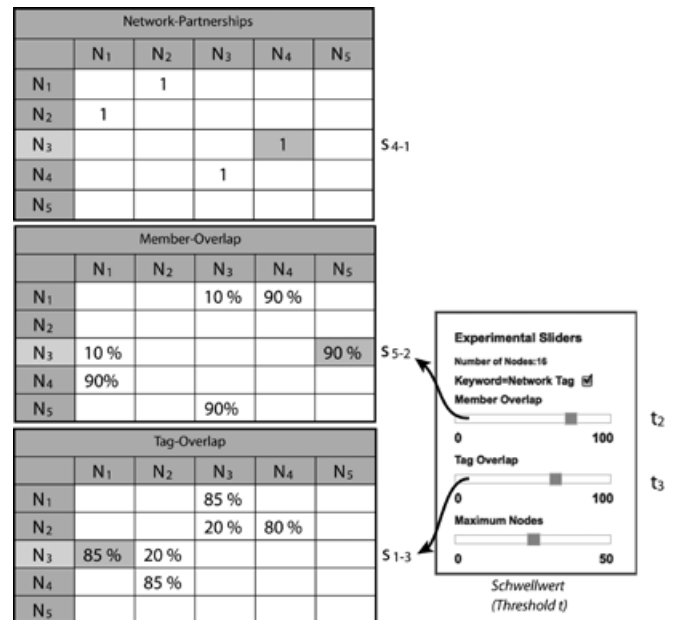 Network-Partnerships
N1 N2 N3 N4 N5
N1 1
N2 1
N3 1 S4-1
N4 1
N5
Member-Overlap
N1 N2 N3 N4 N5
N1 10 % 90 %
N2
N3 10 % 90 % S5-2
N4 90%
N5 90%
Tag-Overlap
N1 N2 N3 N4 N5
N1 85 %
N2 20 % 80 %
N3 85 % 20 % S1-3
N4 85 %
N5
Experimental Sliders
Number of Nodes:16
Keyword=Network Tag
Member Overlap
t2
0 100
Tag Overlap
t3
0 100
Maximum Nodes
0 50
Schwellwert
(Threshold t)